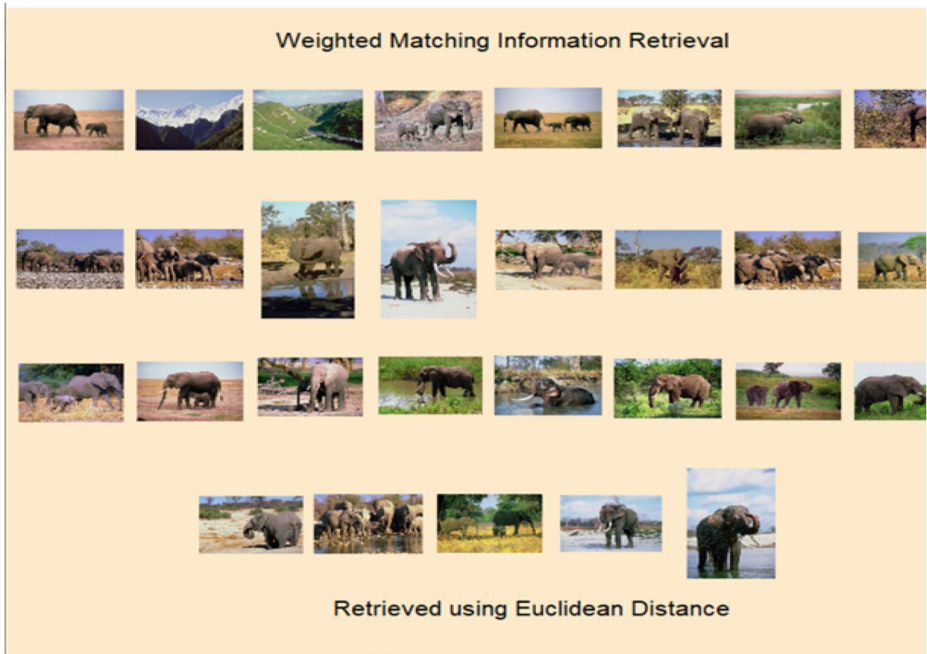 Weighted Matching Information Retrieval
Retrieved using Euclidean Distance